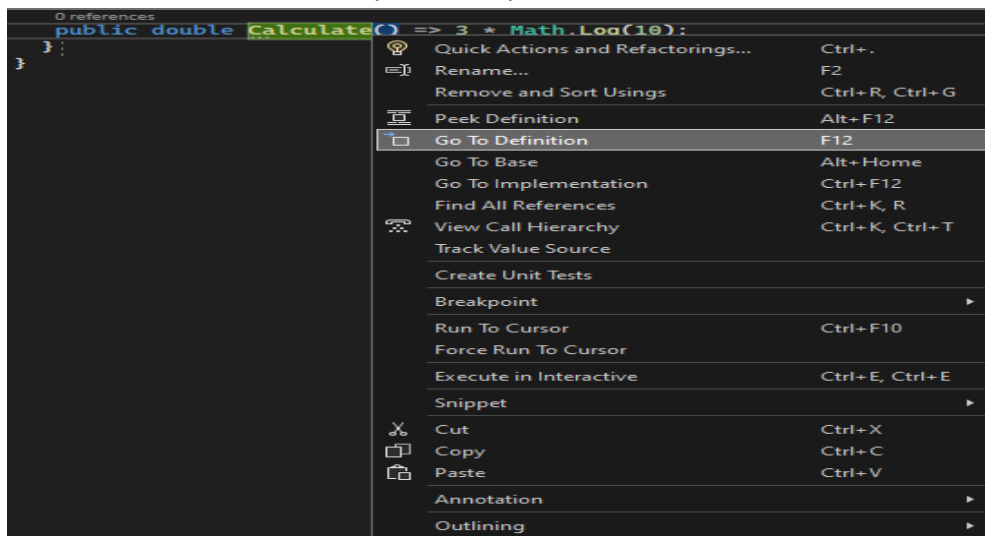 0 references
public double Calculate() => 3 * Math.Log(10);
}
}
Quick Actions and Refactorings... Ctrl+.
Rename... F2
Remove and Sort Usings Ctrl+R, Ctrl+G
Peek Definition Alt+F12
Go To Definition F12
Go To Base Alt+Home
Go To Implementation Ctrl+F12
Find All References Ctrl+K, R
View Call Hierarchy Ctrl+K, Ctrl+T
Track Value Source
Create Unit Tests
Breakpoint
Run To Cursor Ctrl+F10
Force Run To Cursor
Execute in Interactive Ctrl+E, Ctrl+E
Snippet
Cut Ctrl+X
Copy Ctrl+C
Paste Ctrl+V
Annotation
Outlining